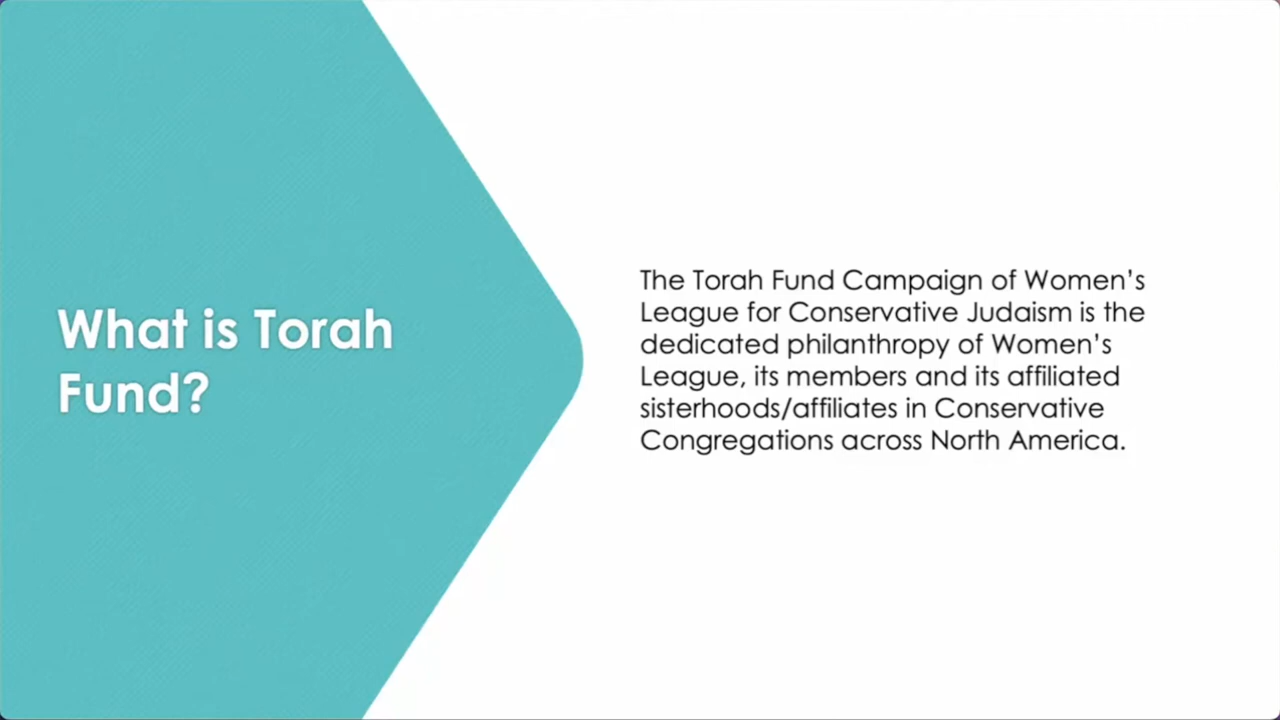 What is Torah
Fund?
The Torah Fund Campaign of Women’s
League for Conservative Judaism is the
dedicated philanthropy of Women’s
League, its members and its affiliated
sisterhoods/affiliates in Conservative
Congregations across North America.